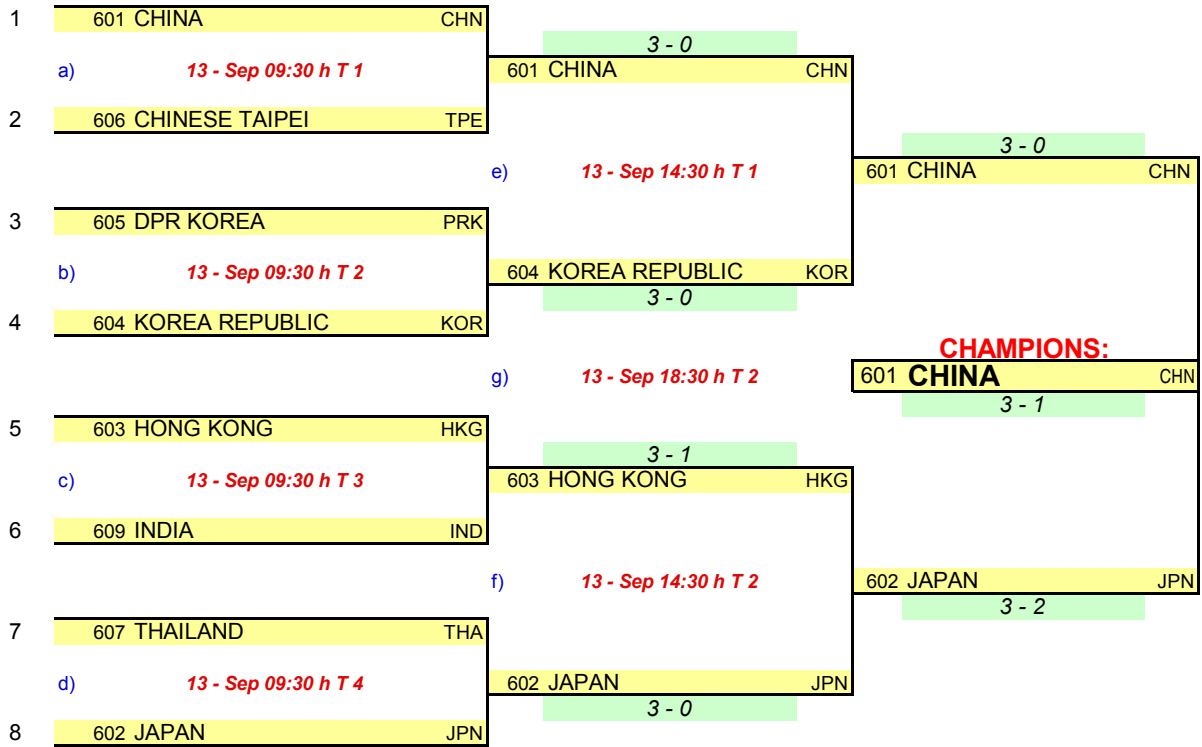 1 601 CHINA CHN
3 - 0
a) 13 - Sep 09:30 h T 1 601 CHINA CHN
2 606 CHINESE TAIPEI TPE
3 - 0
e) 13 - Sep 14:30 h T 1 601 CHINA CHN
3 605 DPR KOREA PRK
b) 13 - Sep 09:30 h T 2 604 KOREA REPUBLIC KOR
3 - 0
4 604 KOREA REPUBLIC KOR
CHAMPIONS:
g) 13 - Sep 18:30 h T 2 601 CHINA CHN
3 - 1
5 603 HONG KONG HKG
3 - 1
c) 13 - Sep 09:30 h T 3 603 HONG KONG HKG
6 609 INDIA IND
f) 13 - Sep 14:30 h T 2 602 JAPAN JPN
3 - 2
7 607 THAILAND THA
d) 13 - Sep 09:30 h T 4 602 JAPAN JPN
3 - 0
8 602 JAPAN JPN